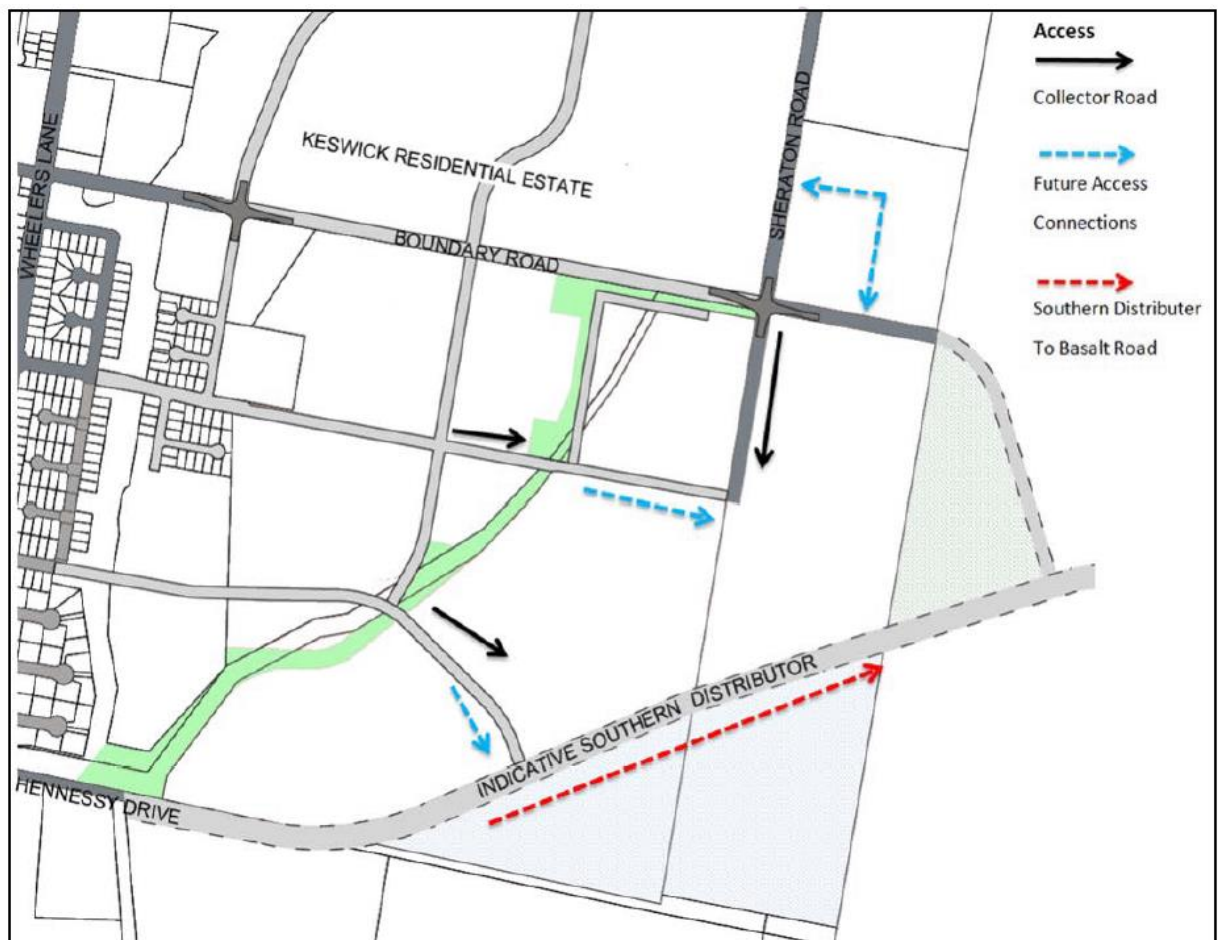 Access
Collector Road
Future Access
Connections
Southern Distributer
To Basalt Road
WHEELERS LANE
KESWICK RESIDENTIAL ESTATE
SHERATON ROAD
BOUNDARY ROAD
INDICATIVE SOUTHERN DISTRIBUTOR
HENNESSY DRIVE